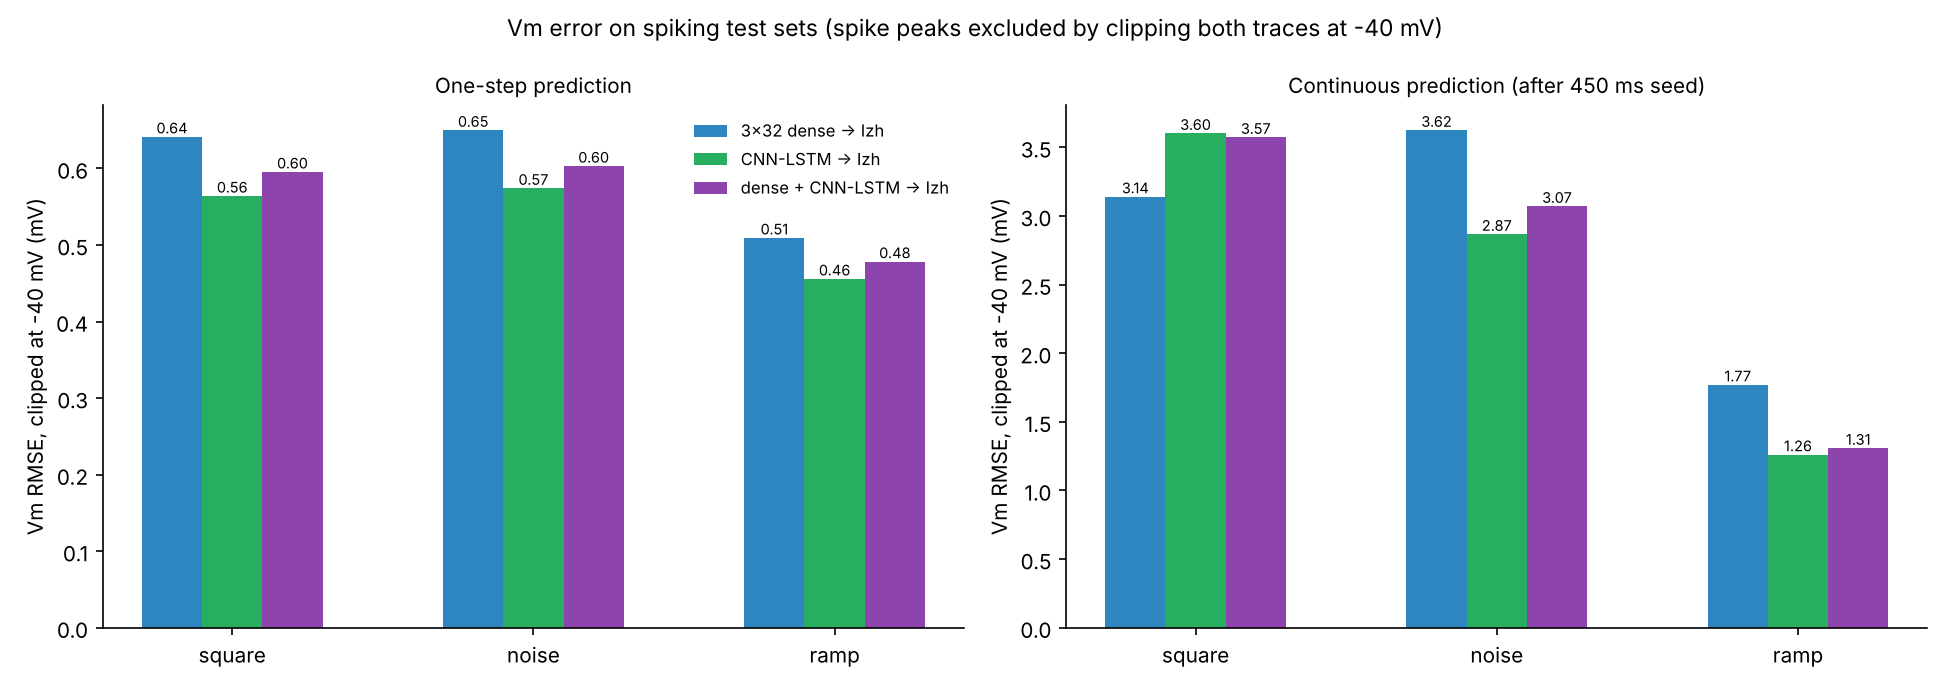 Vm error on spiking test sets (spike peaks excluded by clipping both traces at -40 mV)
One-step prediction
Vm RMSE, clipped at -40 mV (mV)
0.6
0.5
0.4
0.3
0.2
0.1
0.0
0.64
0.56
0.60
0.65
0.57
0.60
0.51
0.46
0.48
3×32 dense → Izh
CNN-LSTM → Izh
dense + CNN-LSTM → Izh
square
noise
ramp
Continuous prediction (after 450 ms seed)
Vm RMSE, clipped at -40 mV (mV)
3.5
3.0
2.5
2.0
1.5
1.0
0.5
0.0
3.14
3.60
3.57
3.62
2.87
3.07
1.77
1.26
1.31
square
noise
ramp